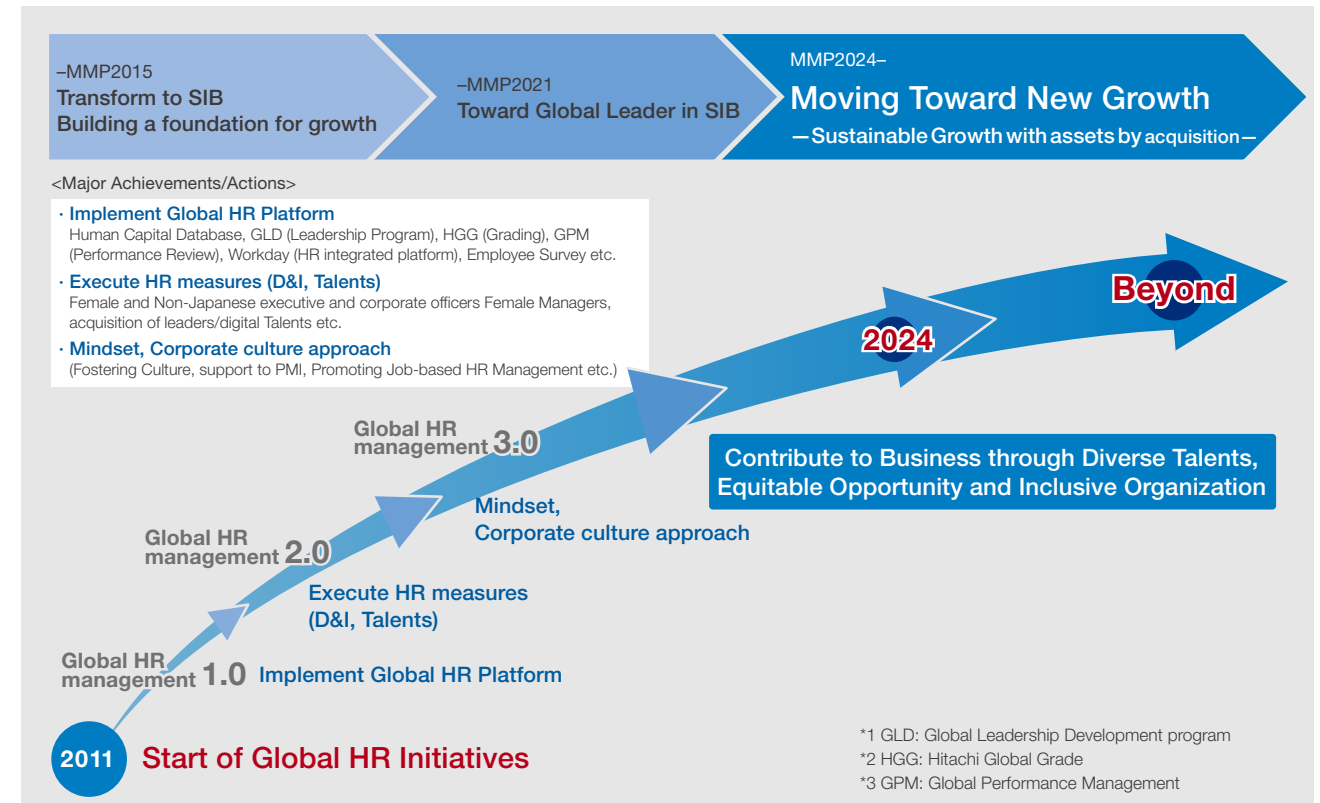 –MMP2015
Transform to SIB
Building a foundation for growth
–MMP2021
Toward Global Leader in SIB
MMP2024–
Moving Toward New Growth
—Sustainable Growth with assets by acquisition—
<Major Achievements/Actions>
· Implement Global HR Platform
Human Capital Database, GLD (Leadership Program), HGG (Grading), GPM
(Performance Review), Workday (HR integrated platform), Employee Survey etc.
· Execute HR measures (D&I, Talents)
Female and Non-Japanese executive and corporate officers Female Managers,
acquisition of leaders/digital Talents etc.
· Mindset, Corporate culture approach
(Fostering Culture, support to PMI, Promoting Job-based HR Management etc.)
Beyond
2024
Global HR
management 3.0
Contribute to Business through Diverse Talents,
Equitable Opportunity and Inclusive Organization
Mindset,
Corporate culture approach
Global HR
management 2.0
Execute HR measures
(D&I, Talents)
Global HR
management 1.0
Implement Global HR Platform
2011
Start of Global HR Initiatives
*1 GLD: Global Leadership Development program
*2 HGG: Hitachi Global Grade
*3 GPM: Global Performance Management